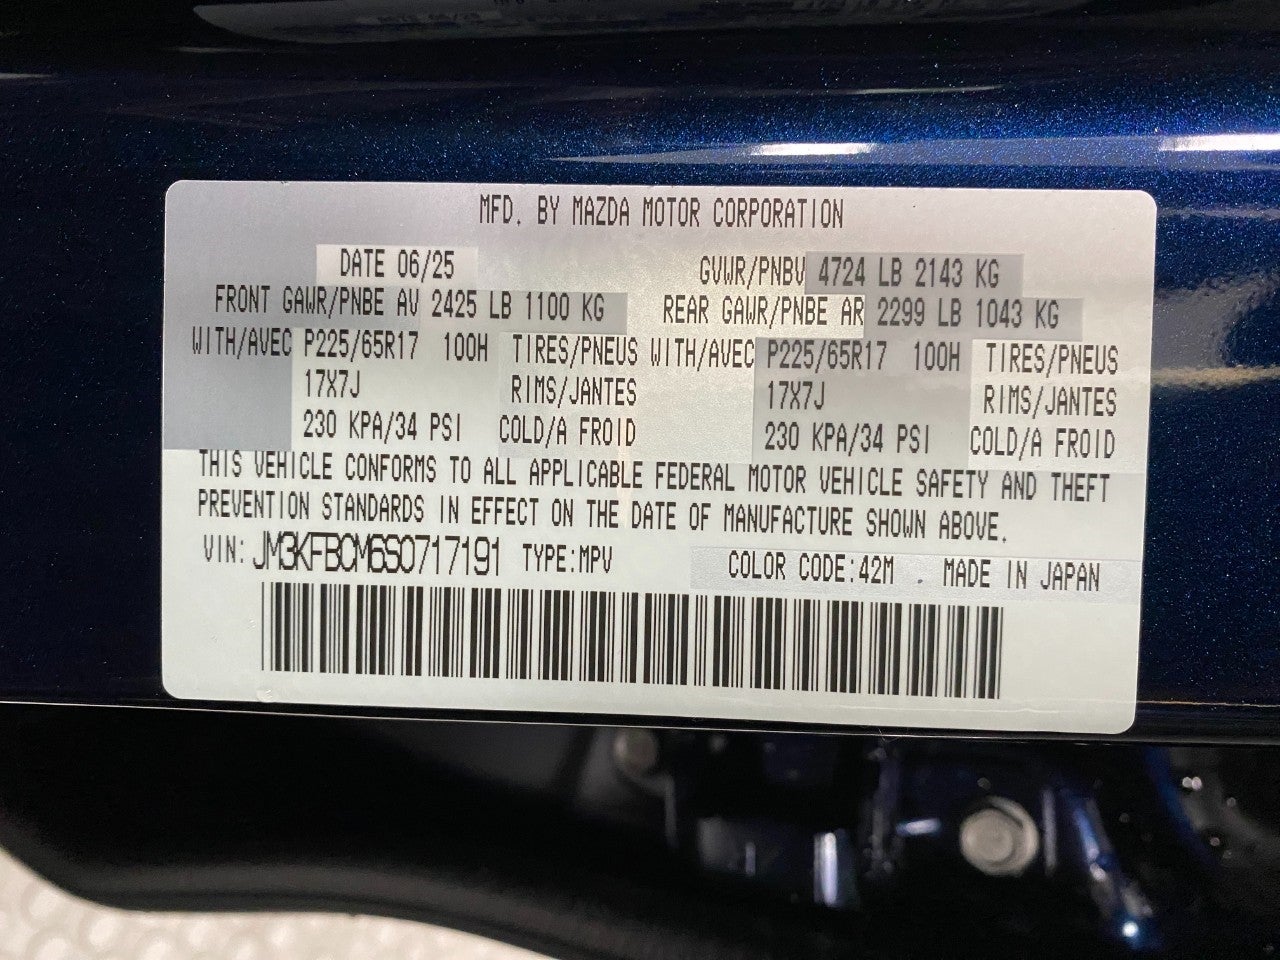 MFD. BY MAZDA MOTOR CORPORATION
DATE 06/25 GVWR/PNBV 4724 LB 2143 KG
FRONT GAWR/PNBE AV 2425 LB 1100 KG REAR GAWR/PNBE AR 2299 LB 1043 KG
WITH/AVEC P225/65R17 100H TIRES/PNEUS WITH/AVEC P225/65R17 100H TIRES/PNEUS
17X7J RIMS/JANTES 17X7J RIMS/JANTES
230 KPA/34 PSI COLD/A FROID 230 KPA/34 PSI COLD/A FROID
THIS VEHICLE CONFORMS TO ALL APPLICABLE FEDERAL MOTOR VEHICLE SAFETY AND THEFT
PREVENTION STANDARDS IN EFFECT ON THE DATE OF MANUFACTURE SHOWN ABOVE.
VIN: JM3KFBCM6S0717191 TYPE:MPV COLOR CODE:42M . MADE IN JAPAN